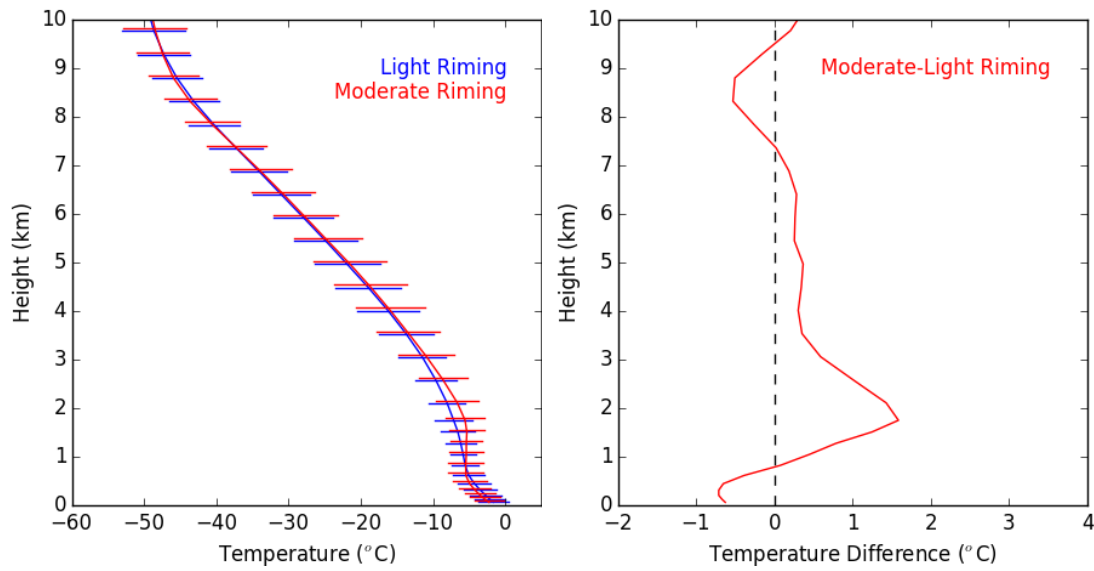 10
9
8
7
6
5
4
3
2
1
0
Height (km)
Light Riming
Moderate Riming
−60 −50 −40 −30 −20 −10 0
Temperature (°C)
10
9
8
7
6
5
4
3
2
1
0
Height (km)
Moderate-Light Riming
−2 −1 0 1 2 3 4
Temperature Difference (°C)